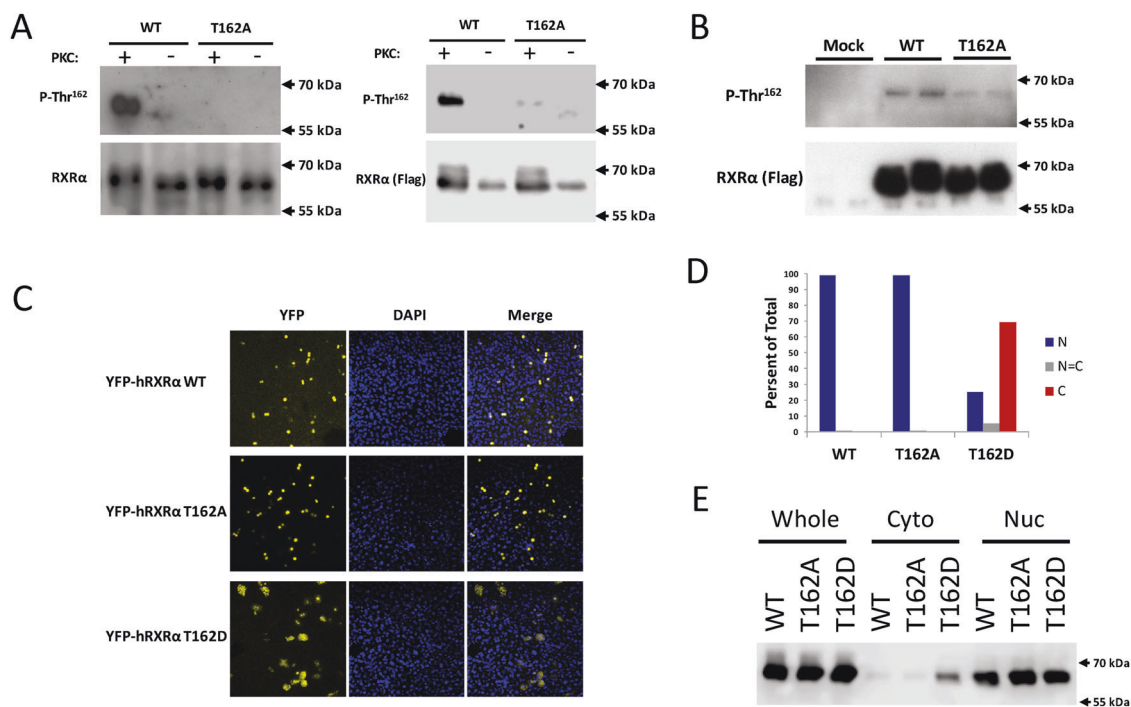 A
WT T162A
PKC: + - + -
P-Thr162
70 kDa
55 kDa
RXRα
70 kDa
55 kDa
WT T162A
PKC: + - + -
P-Thr162
70 kDa
55 kDa
RXRα (Flag)
70 kDa
55 kDa
B
Mock WT T162A
P-Thr162
70 kDa
55 kDa
RXRα (Flag)
70 kDa
55 kDa
C
YFP DAPI Merge
YFP-hRXRα WT
YFP-hRXRα T162A
YFP-hRXRα T162D
D
Persent of Total
100
90
80
70
60
50
40
30
20
10
0
WT T162A T162D
N
N=C
C
E
Whole Cyto Nuc
WT T162A T162D WT T162A T162D WT T162A T162D
70 kDa
55 kDa